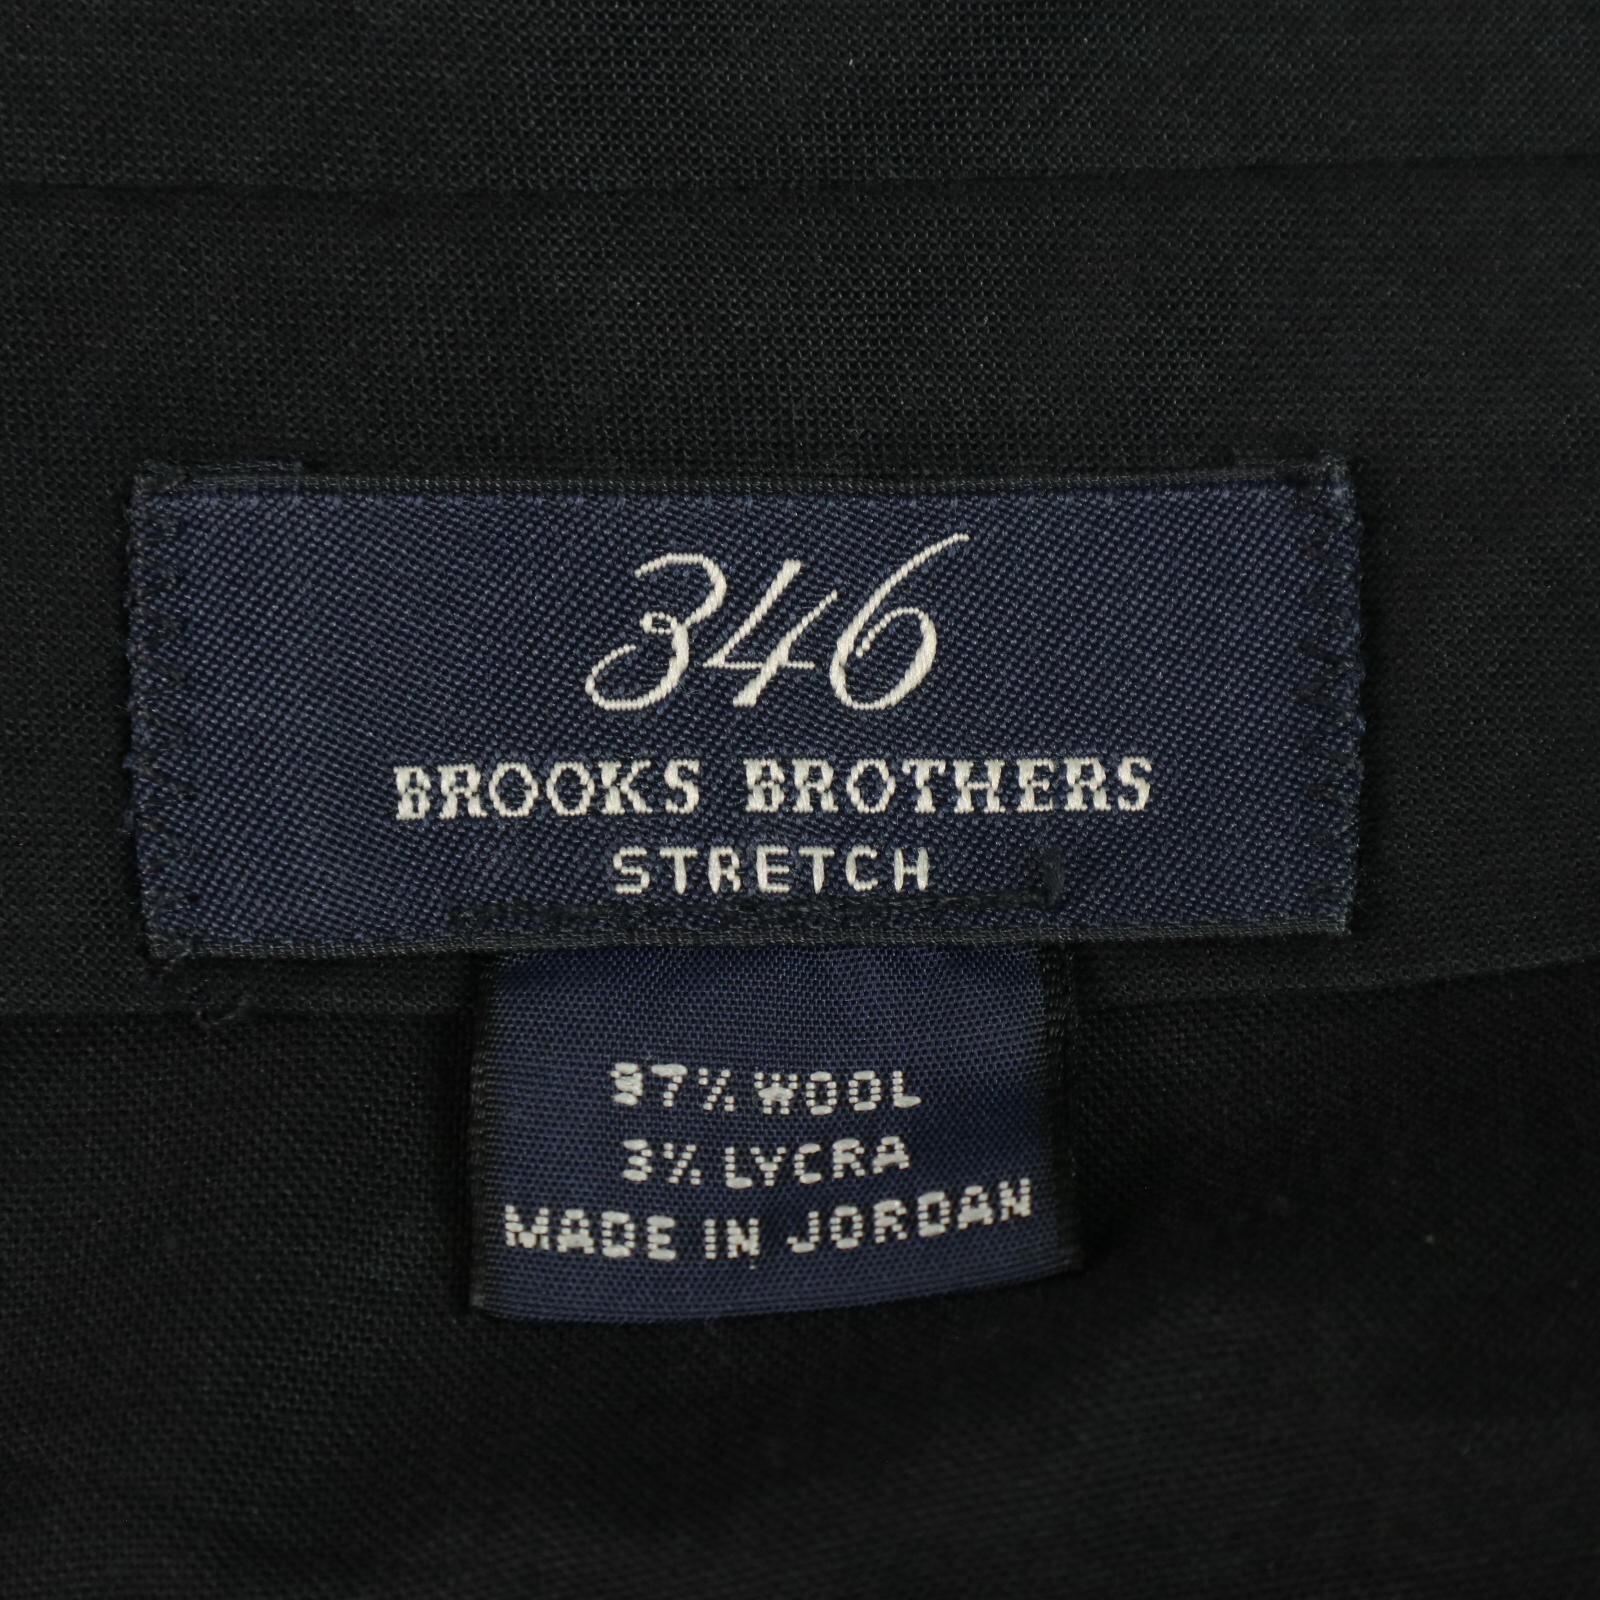 346
BROOKS BROTHERS
STRETCH
97% WOOL
3% LYCRA
MADE IN JORDAN